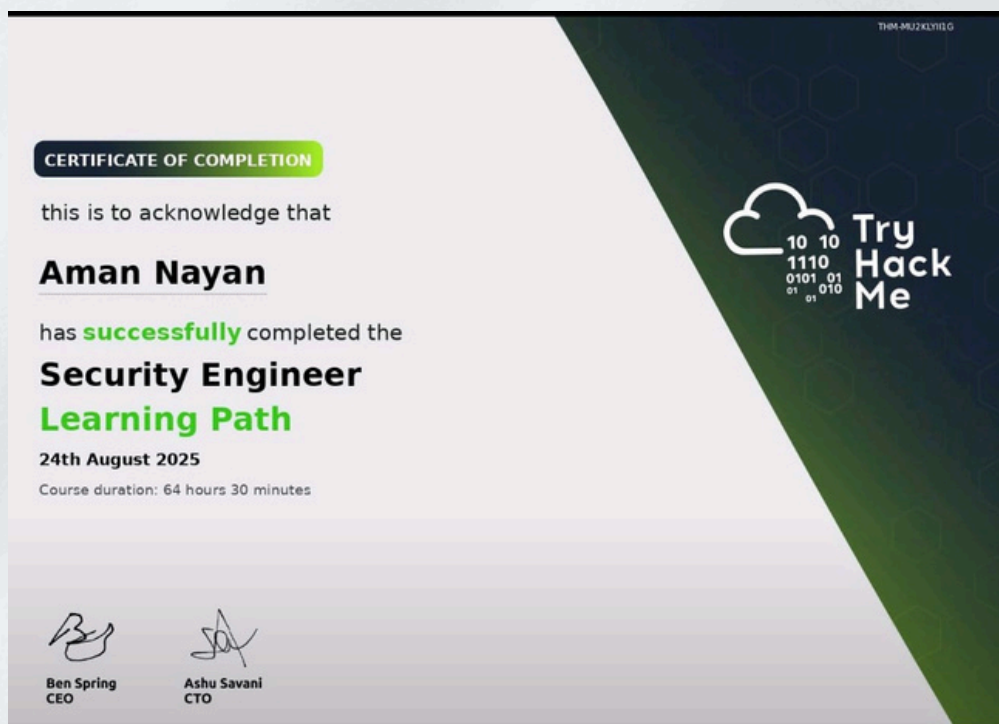 THM-MU2KLYII1G
CERTIFICATE OF COMPLETION
this is to acknowledge that
Aman Nayan
has successfully completed the
Security Engineer
Learning Path
24th August 2025
Course duration: 64 hours 30 minutes
10 10
1110
0101 01
01 010
01
Try
Hack
Me
Ben Spring
CEO
Ashu Savani
CTO